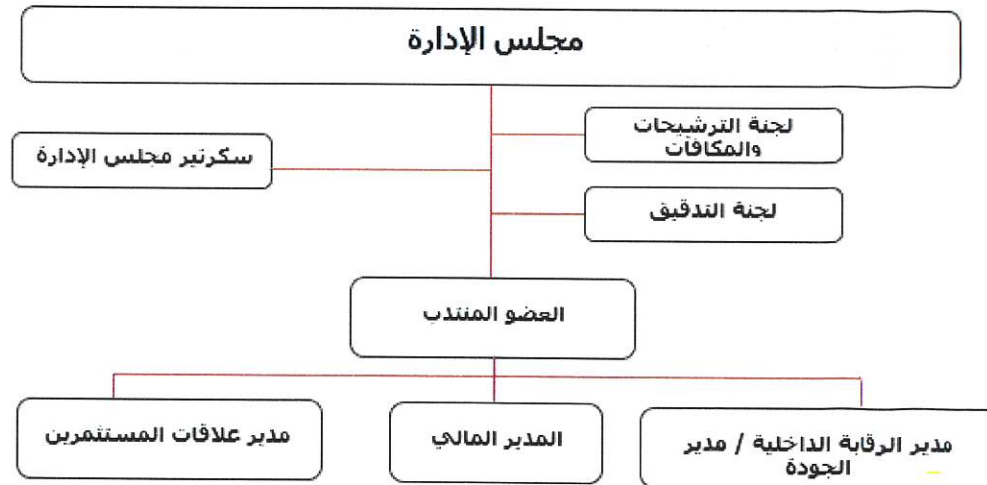 مجلس الإدارة
لجنة الترشيحات
والمكافآت
سكرتير مجلس الإدارة
لجنة التدقيق
العضو المنتدب
مدير الرقابة الداخلية / مدير
الجودة
المدير المالي
مدير علاقات المستثمرين